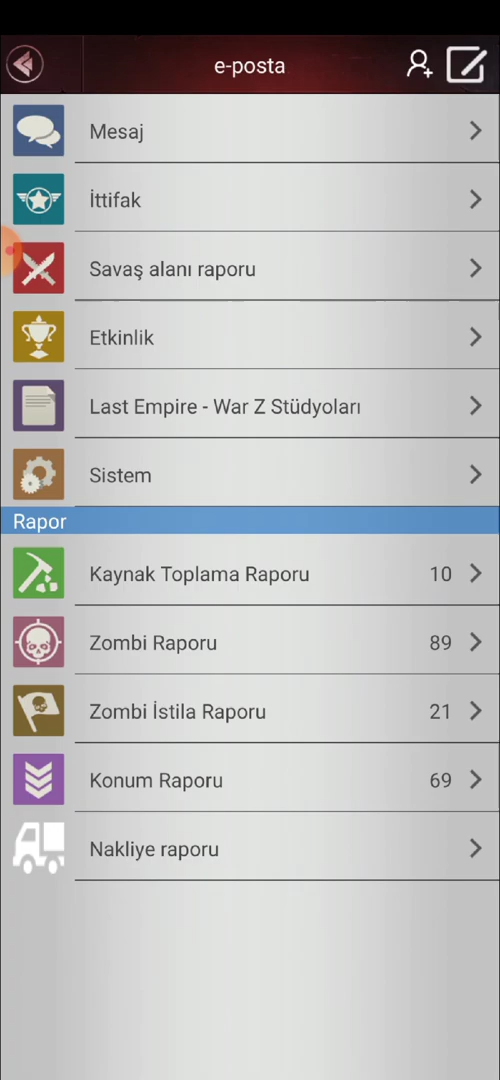 e-posta
Mesaj
İttifak
Savaş alanı raporu
Etkinlik
Last Empire - War Z Stüdyoları
Sistem
Rapor
Kaynak Toplama Raporu 10
Zombi Raporu 89
Zombi İstila Raporu 21
Konum Raporu 69
Nakliye raporu